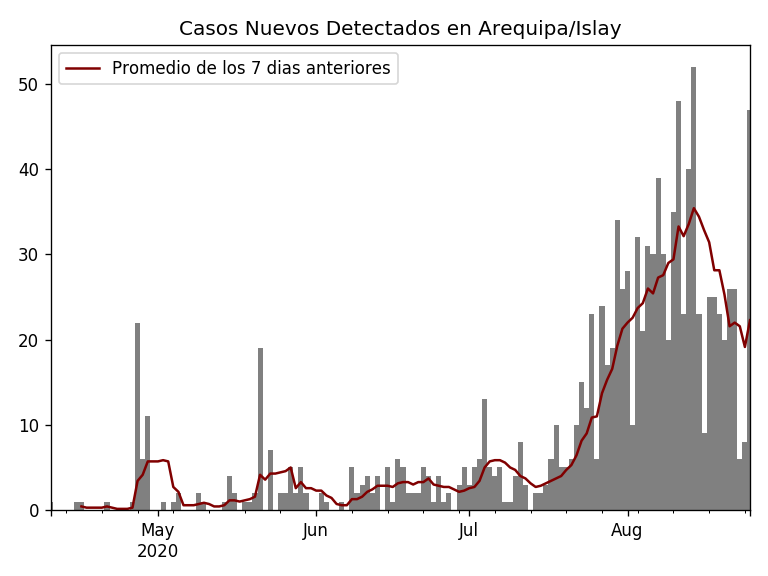 Casos Nuevos Detectados en Arequipa/Islay
Promedio de los 7 dias anteriores
50
40
30
20
10
0
May Jun Jul Aug
2020